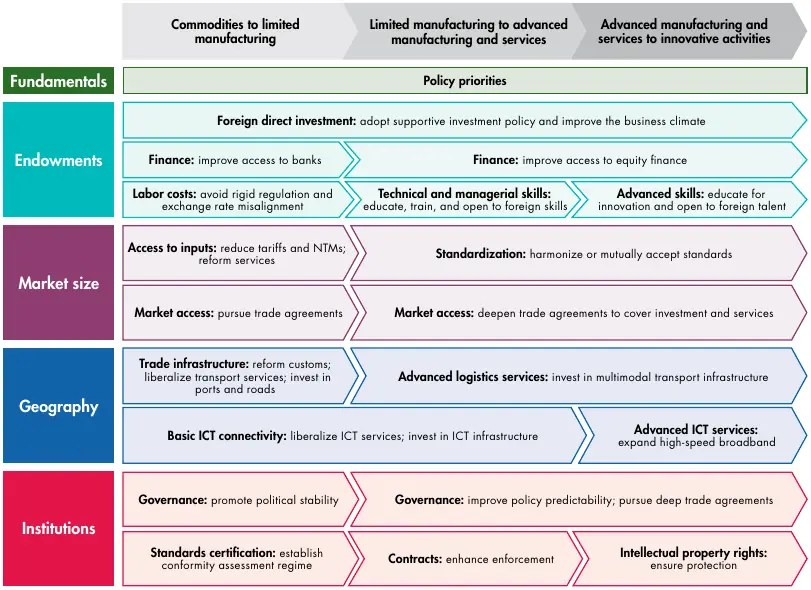 Commodities to limited
manufacturing
Limited manufacturing to advanced
manufacturing and services
Advanced manufacturing and
services to innovative activities
Fundamentals
Policy priorities
Endowments
Foreign direct investment: adopt supportive investment policy and improve the business climate
Finance: improve access to banks
Finance: improve access to equity finance
Labor costs: avoid rigid regulation and
exchange rate misalignment
Technical and managerial skills:
educate, train, and open to foreign skills
Advanced skills: educate for
innovation and open to foreign talent
Market size
Access to inputs: reduce tariffs and NTMs;
reform services
Standardization: harmonize or mutually accept standards
Market access: pursue trade agreements
Market access: deepen trade agreements to cover investment and services
Geography
Trade infrastructure: reform customs;
liberalize transport services; invest in
ports and roads
Advanced logistics services: invest in multimodal transport infrastructure
Basic ICT connectivity: liberalize ICT services; invest in ICT infrastructure
Advanced ICT services:
expand high-speed broadband
Institutions
Governance: promote political stability
Governance: improve policy predictability; pursue deep trade agreements
Standards certification: establish
conformity assessment regime
Contracts: enhance enforcement
Intellectual property rights:
ensure protection